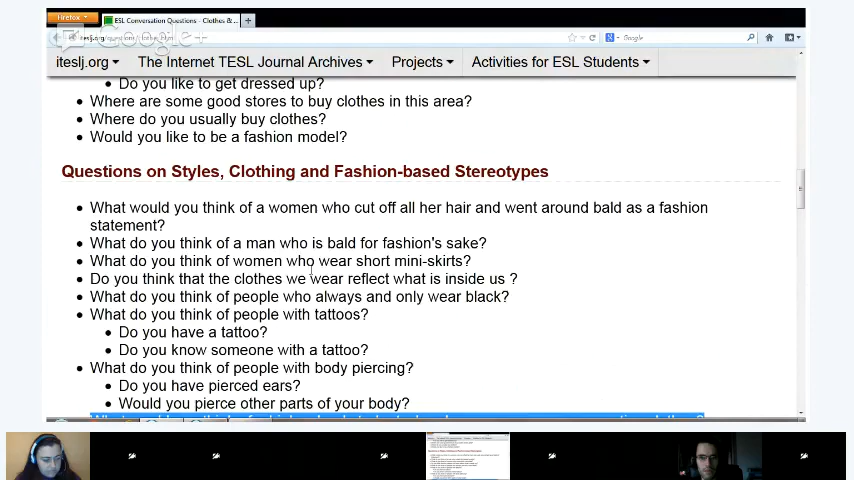 Firefox
ESL Conversation Questions - Clothes & ...
Google+
iteslj.org/questions/clothes.html
Google
iteslj.org
The Internet TESL Journal Archives
Projects
Activities for ESL Students
Do you like to get dressed up?
Where are some good stores to buy clothes in this area?
Where do you usually buy clothes?
Would you like to be a fashion model?
Questions on Styles, Clothing and Fashion-based Stereotypes
What would you think of a women who cut off all her hair and went around bald as a fashion
statement?
What do you think of a man who is bald for fashion's sake?
What do you think of women who wear short mini-skirts?
Do you think that the clothes we wear reflect what is inside us ?
What do you think of people who always and only wear black?
What do you think of people with tattoos?
Do you have a tattoo?
Do you know someone with a tattoo?
What do you think of people with body piercing?
Do you have pierced ears?
Would you pierce other parts of your body?